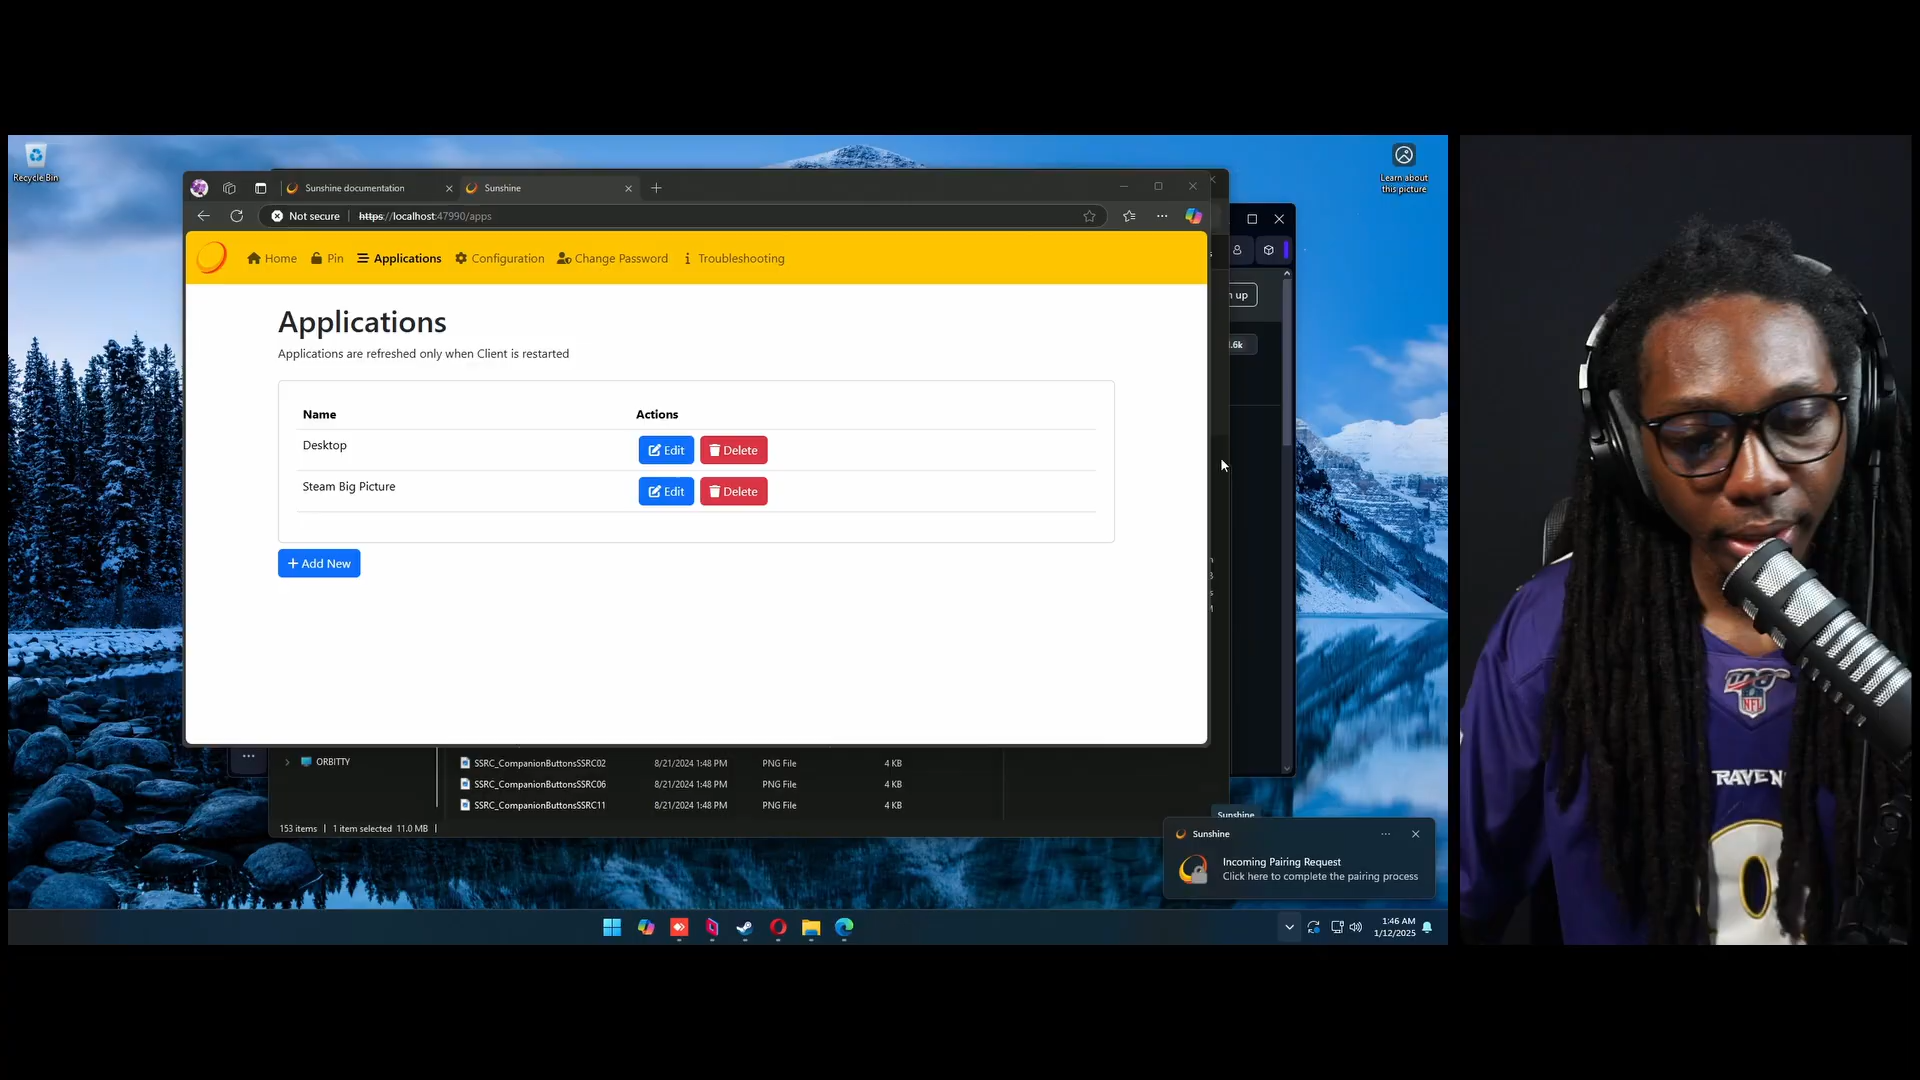 Recycle Bin
Learn about
this picture
Sunshine documentation
Sunshine
Not secure
https://localhost:47990/apps
Home
Pin
Applications
Configuration
Change Password
Troubleshooting
Applications
Applications are refreshed only when Client is restarted
Name
Actions
Desktop
Edit
Delete
Steam Big Picture
Edit
Delete
+ Add New
up
.6k
ORBITTY
SSRC_CompanionButtonsSSRC02 8/21/2024 1:48 PM PNG File 4 KB
SSRC_CompanionButtonsSSRC06 8/21/2024 1:48 PM PNG File 4 KB
SSRC_CompanionButtonsSSRC11 8/21/2024 1:48 PM PNG File 4 KB
153 items | 1 item selected 11.0 MB |
Sunshine
Sunshine
Incoming Pairing Request
Click here to complete the pairing process
1:46 AM
1/12/2025
NFL
RAVEN
0